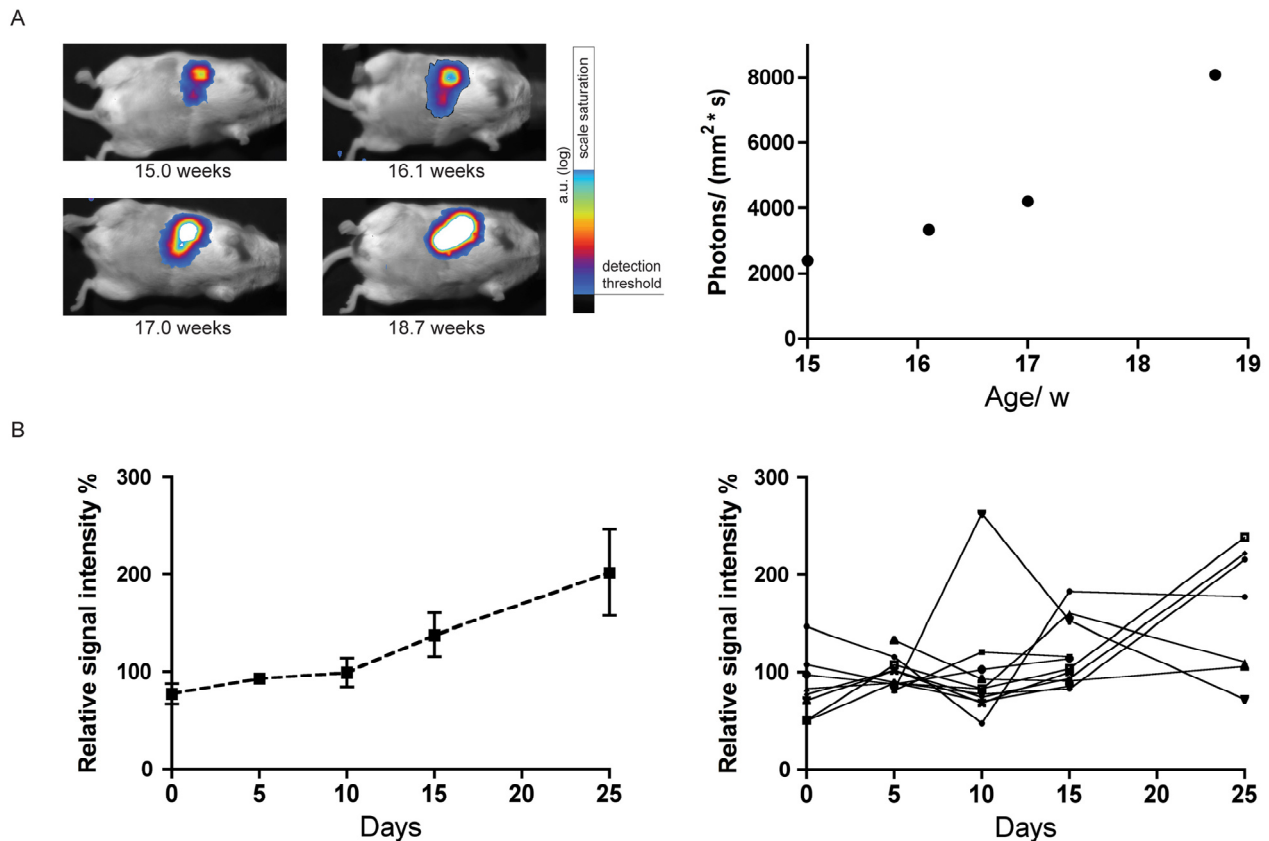 A
15.0 weeks
16.1 weeks
17.0 weeks
18.7 weeks
a.u. (log)
scale saturation
detection
threshold
Photons/ (mm² * s)
8000
6000
4000
2000
0
15 16 17 18 19
Age/ w
B
Relative signal intensity %
300
200
100
0
0 5 10 15 20 25
Days
Relative signal intensity %
300
200
100
0
0 5 10 15 20 25
Days